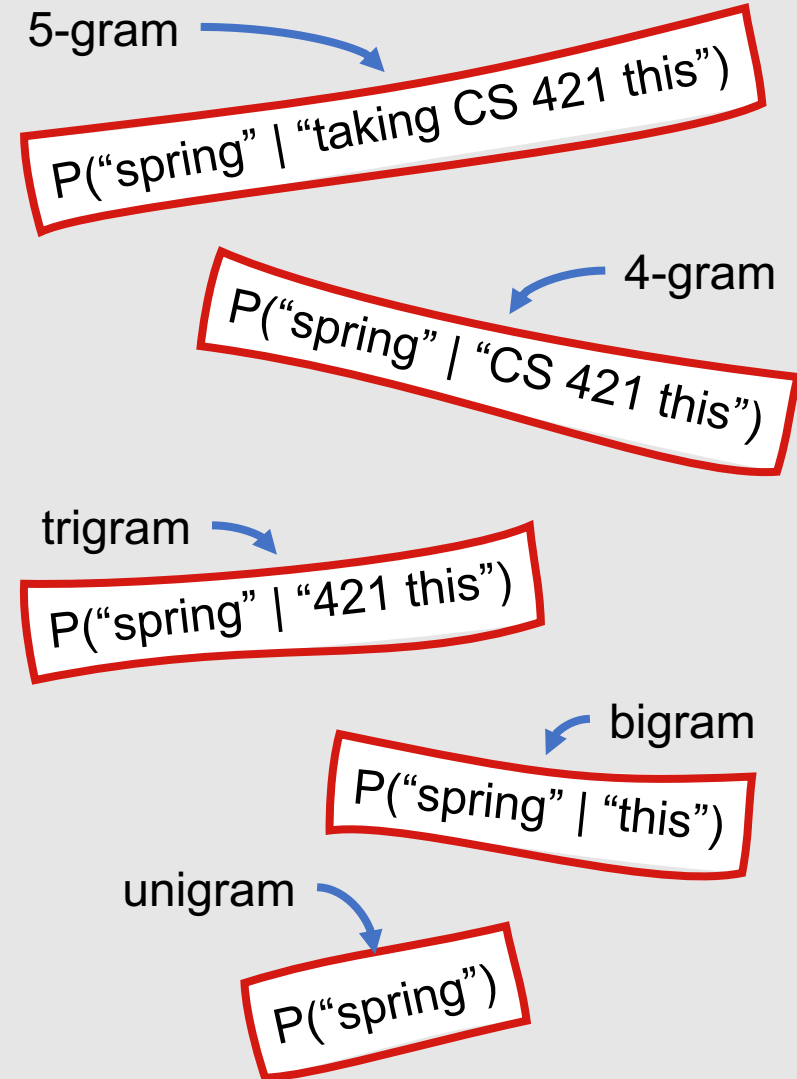 5-gram
P(“spring” | “taking CS 421 this”)
4-gram
P(“spring” | “CS 421 this”)
trigram
P(“spring” | “421 this”)
bigram
P(“spring” | “this”)
unigram
P(“spring”)